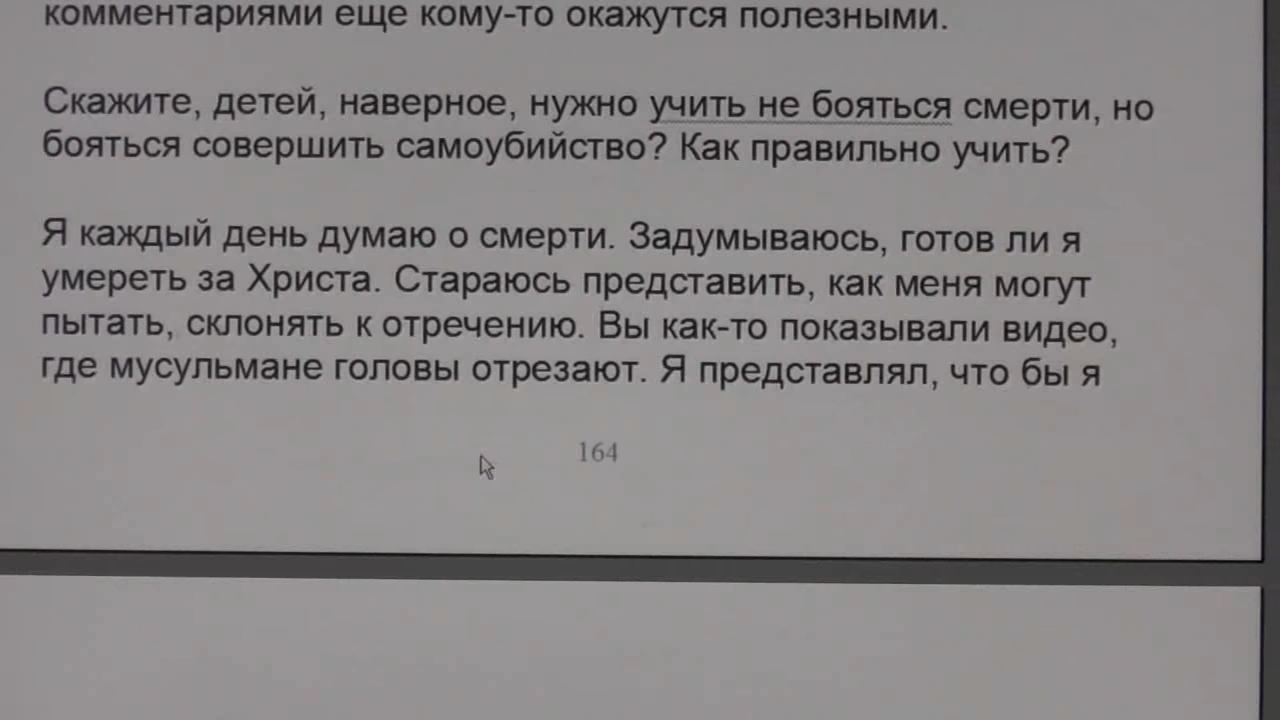 комментариями еще кому-то окажутся полезными.
Скажите, детей, наверное, нужно учить не бояться смерти, но
бояться совершить самоубийство? Как правильно учить?
Я каждый день думаю о смерти. Задумываюсь, готов ли я
умереть за Христа. Стараюсь представить, как меня могут
пытать, склонять к отречению. Вы как-то показывали видео,
где мусульмане головы отрезают. Я представлял, что бы я
164